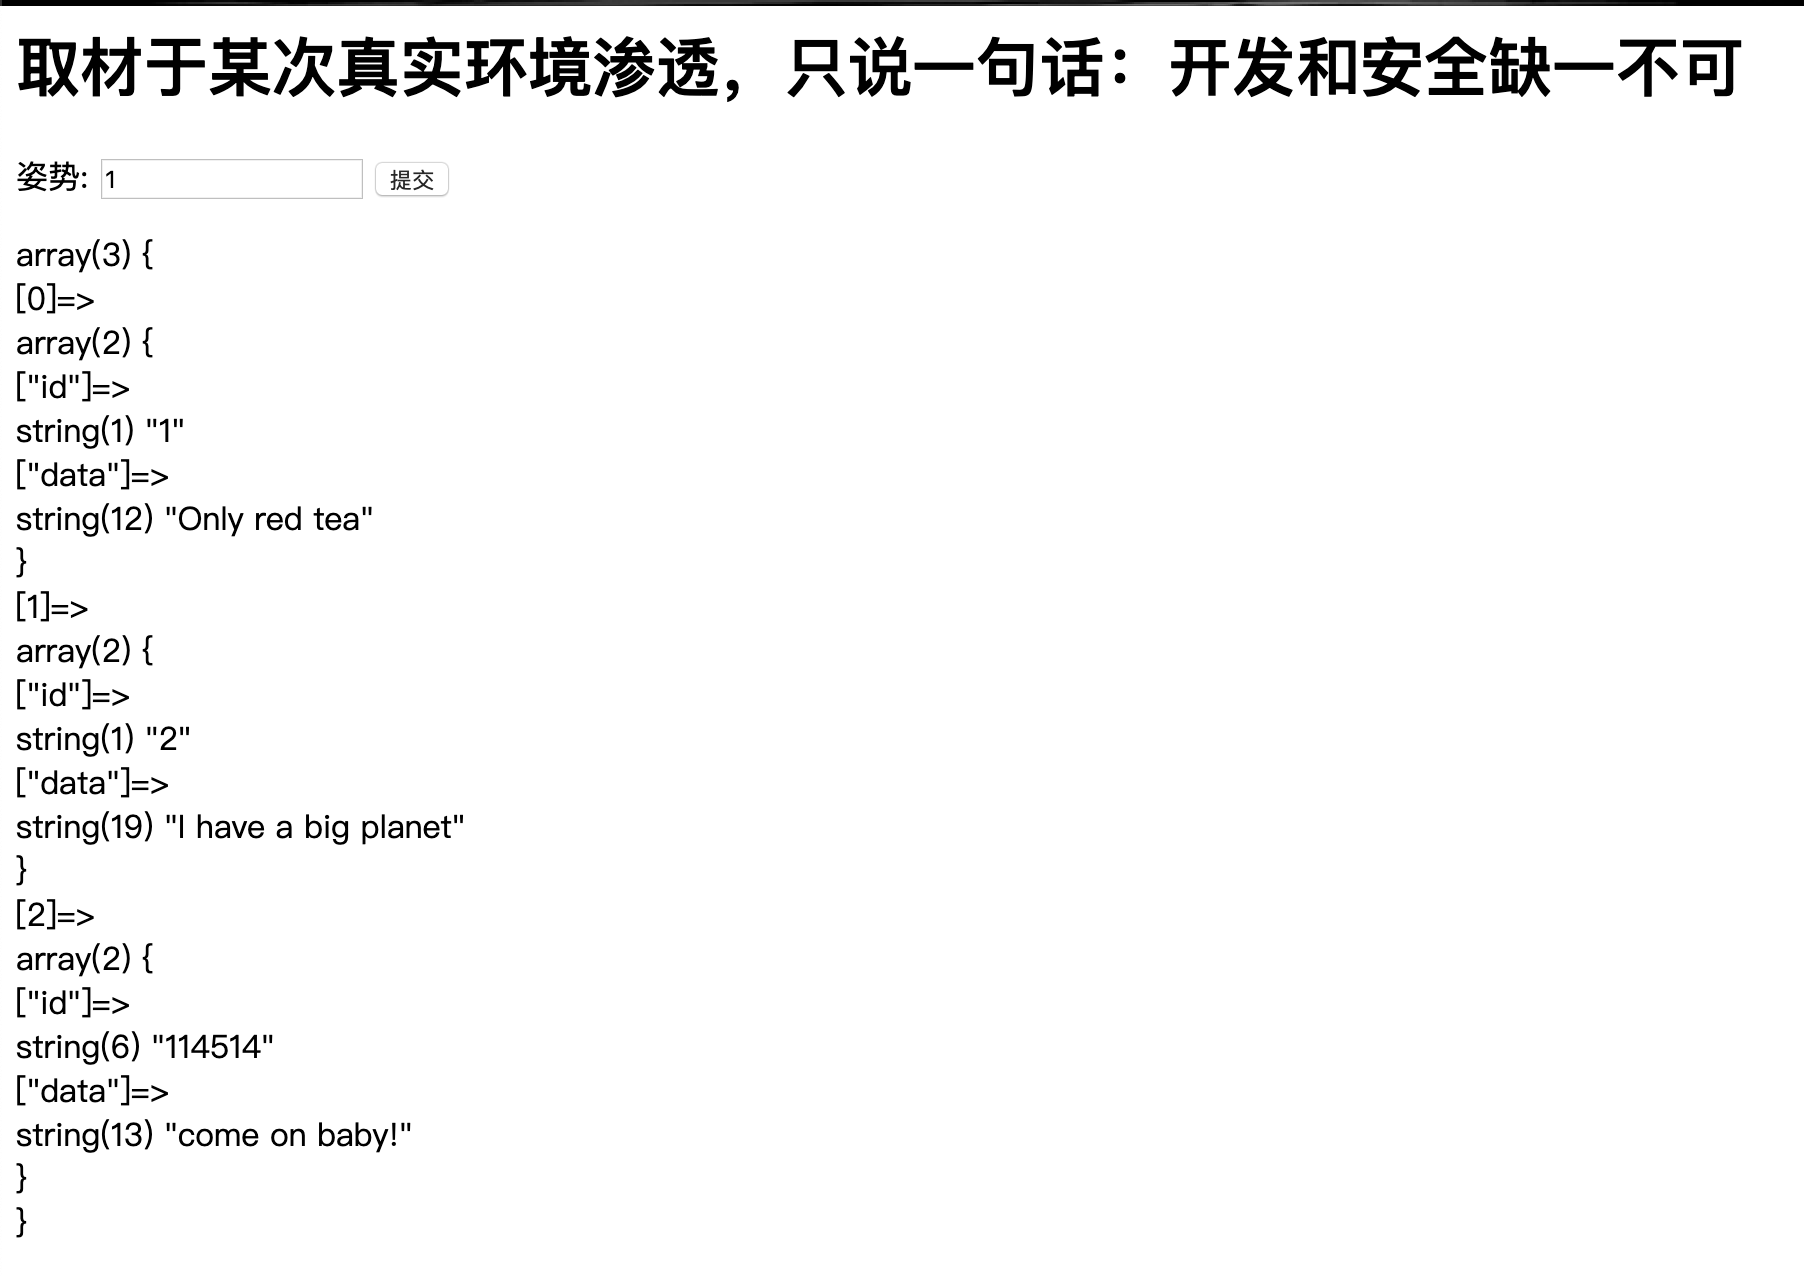 取材于某次真实环境渗透，只说一句话：开发和安全缺一不可
姿势: 1 提交
array(3) {
[0]=>
array(2) {
["id"]=>
string(1) "1"
["data"]=>
string(12) "Only red tea"
}
[1]=>
array(2) {
["id"]=>
string(1) "2"
["data"]=>
string(19) "I have a big planet"
}
[2]=>
array(2) {
["id"]=>
string(6) "114514"
["data"]=>
string(13) "come on baby!"
}
}